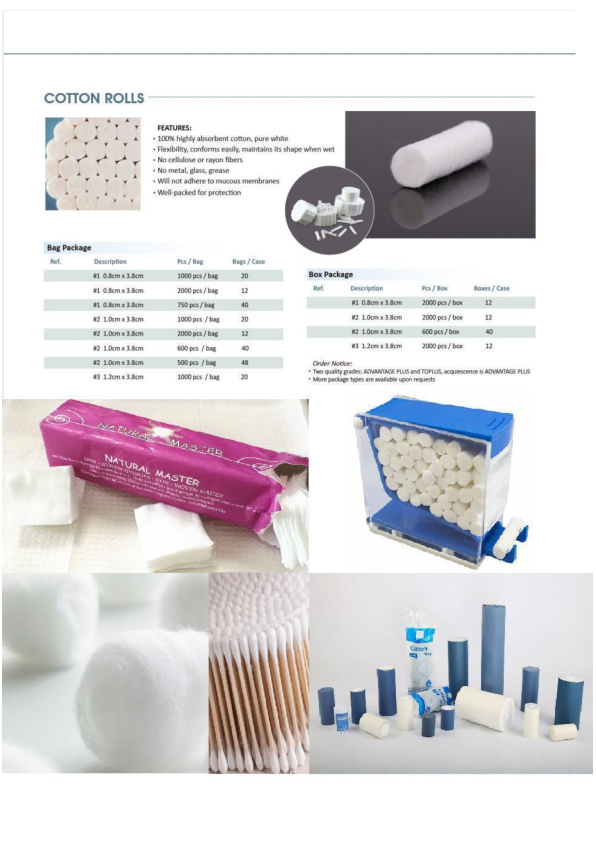 COTTON ROLLS
FEATURES:
• 100% highly absorbent cotton, pure white
• Flexibility, conforms easily, maintains its shape when wet
• No cellulose or rayon fibers
• No metal, glass, grease
• Will not adhere to mucous membranes
• Well-packed for protection
Bag Package
Ref. Description Pcs / Bag Bags / Case
#1 0.8cm x 3.8cm 1000 pcs / bag 20
#1 0.8cm x 3.8cm 2000 pcs / bag 12
#1 0.8cm x 3.8cm 750 pcs / bag 40
#2 1.0cm x 3.8cm 1000 pcs / bag 20
#2 1.0cm x 3.8cm 2000 pcs / bag 12
#2 1.0cm x 3.8cm 600 pcs / bag 40
#2 1.0cm x 3.8cm 500 pcs / bag 48
#3 1.2cm x 3.8cm 1000 pcs / bag 20
Box Package
Ref. Description Pcs / Box Boxes / Case
#1 0.8cm x 3.8cm 2000 pcs / box 12
#2 1.0cm x 3.8cm 2000 pcs / box 12
#2 1.0cm x 3.8cm 600 pcs / box 40
#3 1.2cm x 3.8cm 2000 pcs / box 12
Order Notice:
• Two quality grades: ADVANTAGE PLUS and TOPLUS, acquiescence is ADVANTAGE PLUS
• More package types are available upon requests
NATURAL MASTER
NATURAL MASTER
Cotton